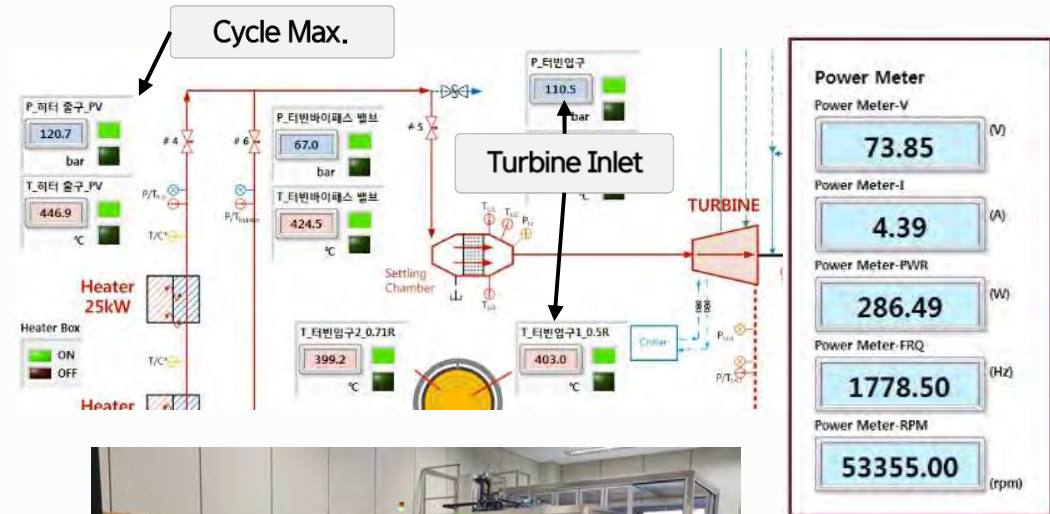 Cycle Max.
P_히터 출구_PV
120.7
bar
T_히터 출구_PV
446.9
℃
# 4
# 6
P_터빈바이패스 밸브
67.0
bar
T_터빈바이패스 밸브
424.5
℃
# 5
P_터빈입구
110.5
bar
Turbine Inlet
℃
TURBINE
T/C
Heater
25kW
Settling
Chamber
Heater Box
ON
OFF
T/C
Heater
T_터빈입구2_0.71R
399.2
℃
T_터빈입구1_0.5R
403.0
℃
Chiller
Power Meter
Power Meter-V
73.85 (V)
Power Meter-I
4.39 (A)
Power Meter-PWR
286.49 (W)
Power Meter-FRQ
1778.50 (Hz)
Power Meter-RPM
53355.00 (rpm)